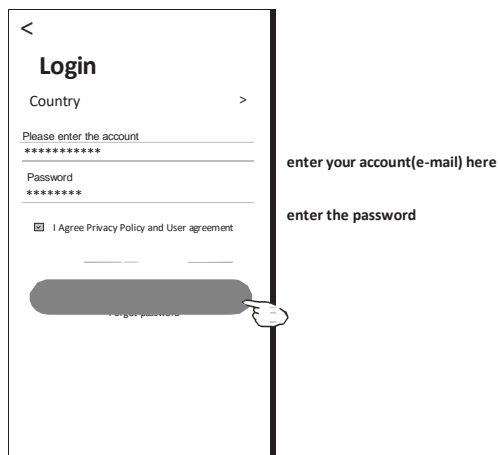 <
Login
Country >
Please enter the account
***********
enter your account(e-mail) here
Password
********
enter the password
I Agree Privacy Policy and User agreement